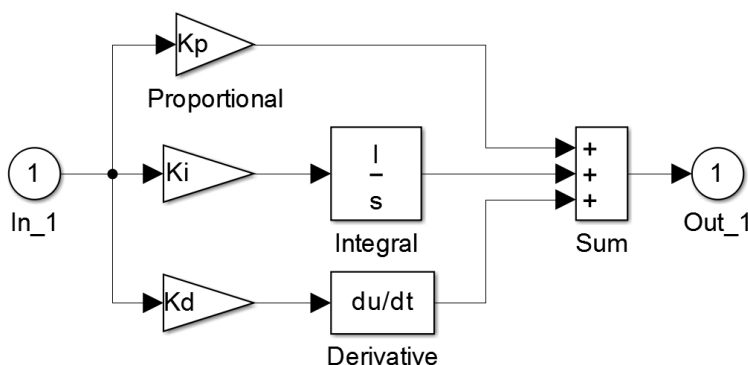 Kp
Proportional
1
In_1
Ki
I
s
Integral
+
+
+
Sum
1
Out_1
Kd
du/dt
Derivative